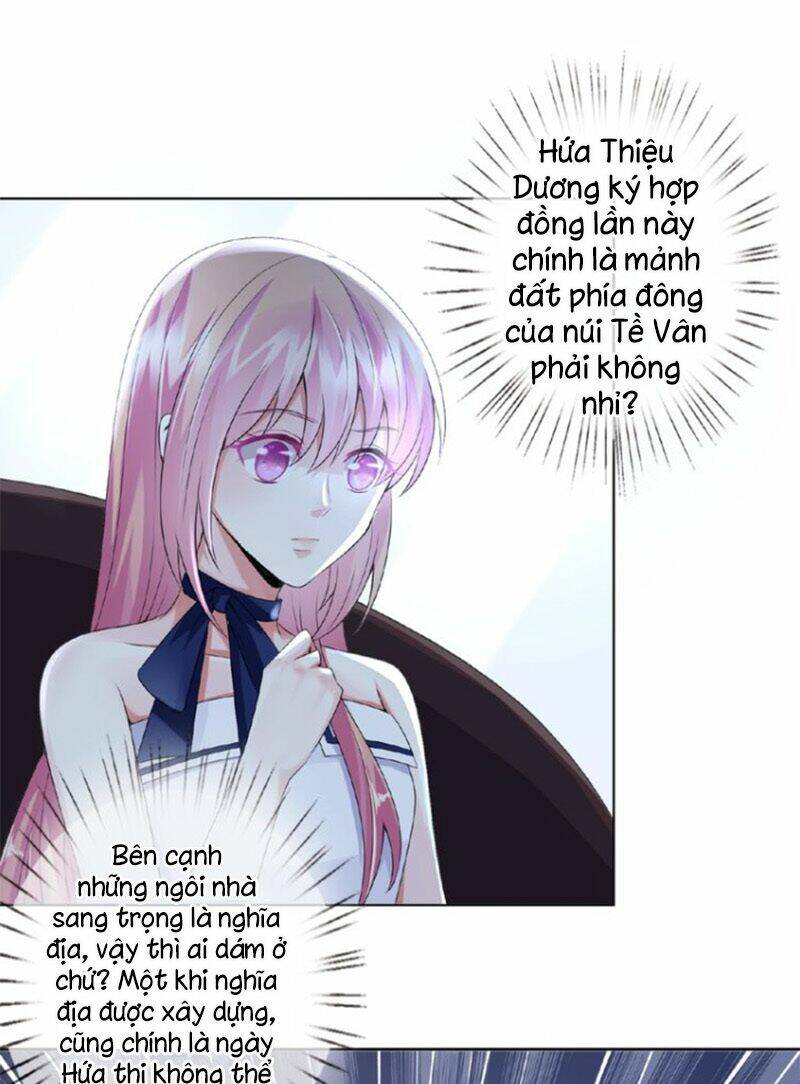 Hứa Thiệu
Dương ký hợp
đồng lần này
chính là mảnh
đất phía đông
của núi Tề Vân
phải không
nhỉ?
Bên cạnh
những ngôi nhà
sang trọng là nghĩa
địa, vậy thì ai dám ở
chứ? Một khi nghĩa
địa được xây dựng,
cũng chính là ngày
Hứa thị không thể